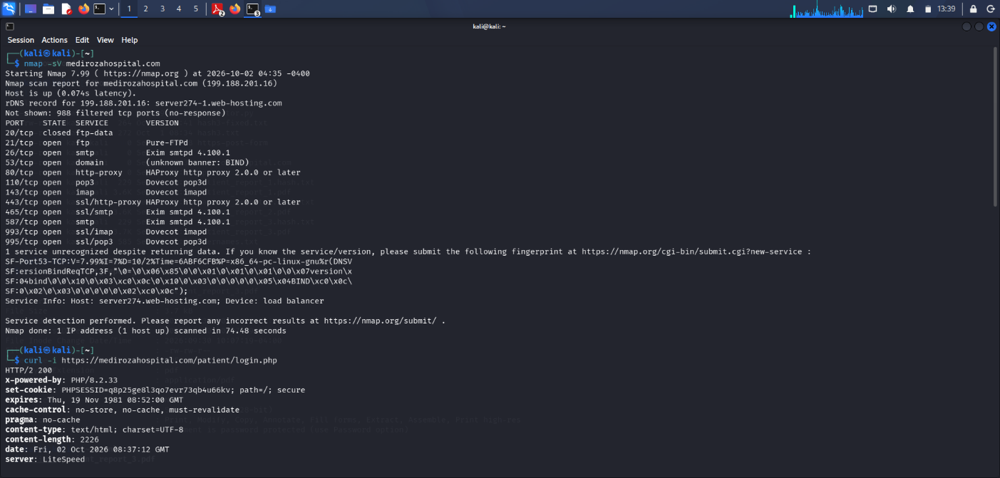 1 2 3 4 5 2 3 13:39
kali@kali: ~
Session Actions Edit View Help
┌──(kali㉿kali)-[~]
└─$ nmap -sV medirozahospital.com
Starting Nmap 7.99 ( https://nmap.org ) at 2026-10-02 04:35 -0400
Nmap scan report for medirozahospital.com (199.188.201.16)
Host is up (0.074s latency).
rDNS record for 199.188.201.16: server274-1.web-hosting.com
Not shown: 988 filtered tcp ports (no-response)
PORT    STATE  SERVICE        VERSION
20/tcp  closed ftp-data
21/tcp  open   ftp            Pure-FTPd
26/tcp  open   smtp           Exim smtpd 4.100.1
53/tcp  open   domain         (unknown banner: BIND)
80/tcp  open   http-proxy     HAProxy http proxy 2.0.0 or later
110/tcp open   pop3           Dovecot pop3d
143/tcp open   imap           Dovecot imapd
443/tcp open   ssl/http-proxy HAProxy http proxy 2.0.0 or later
465/tcp open   ssl/smtp       Exim smtpd 4.100.1
587/tcp open   smtp           Exim smtpd 4.100.1
993/tcp open   ssl/imap       Dovecot imapd
995/tcp open   ssl/pop3       Dovecot pop3d
1 service unrecognized despite returning data. If you know the service/version, please submit the following fingerprint at https://nmap.org/cgi-bin/submit.cgi?new-service :
SF-Port53-TCP:V=7.99%I=7%D=10/2%Time=6ABF6CFB%P=x86_64-pc-linux-gnu%r(DNSV
SF:ersionBindReqTCP,3F,"\0=\0\x06\x85\0\0\x01\0\x01\0\x01\0\0\x07version\x
SF:04bind\0\0\x10\0\x03\xc0\x0c\0\x10\0\x03\0\0\0\0\0\x05\x04BIND\xc0\x0c\
SF:0\x02\0\x03\0\0\0\0\0\x02\xc0\x0c");
Service Info: Host: server274.web-hosting.com; Device: load balancer
Service detection performed. Please report any incorrect results at https://nmap.org/submit/ .
Nmap done: 1 IP address (1 host up) scanned in 74.48 seconds
┌──(kali㉿kali)-[~]
└─$ curl -i https://medirozahospital.com/patient/login.php
HTTP/2 200
x-powered-by: PHP/8.2.33
set-cookie: PHPSESSID=q8p25ge8l3qo7evr73qb4u66kv; path=/; secure
expires: Thu, 19 Nov 1981 08:52:00 GMT
cache-control: no-store, no-cache, must-revalidate
pragma: no-cache
content-type: text/html; charset=UTF-8
content-length: 2226
date: Fri, 02 Oct 2026 08:37:12 GMT
server: LiteSpeed